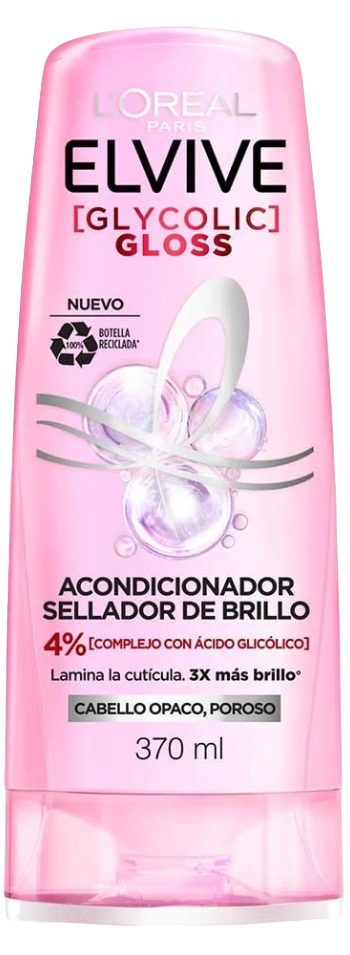 L'ORÉAL
PARIS
ELVIVE
[GLYCOLIC]
GLOSS
NUEVO
100%
BOTELLA
RECICLADA*
ACONDICIONADOR
SELLADOR DE BRILLO
4% [COMPLEJO CON ÁCIDO GLICÓLICO]
Lamina la cutícula. 3X más brillo°
CABELLO OPACO, POROSO
370 ml